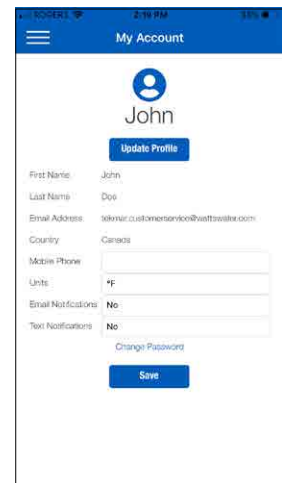 ROGERS 2:19 PM
My Account
John
Update Profile
First Name John
Last Name Doe
Email Address tekmar.customerservice@wattswater.com
Country Canada
Mobile Phone
Units °F
Email Notifications No
Text Notifications No
Change Password
Save